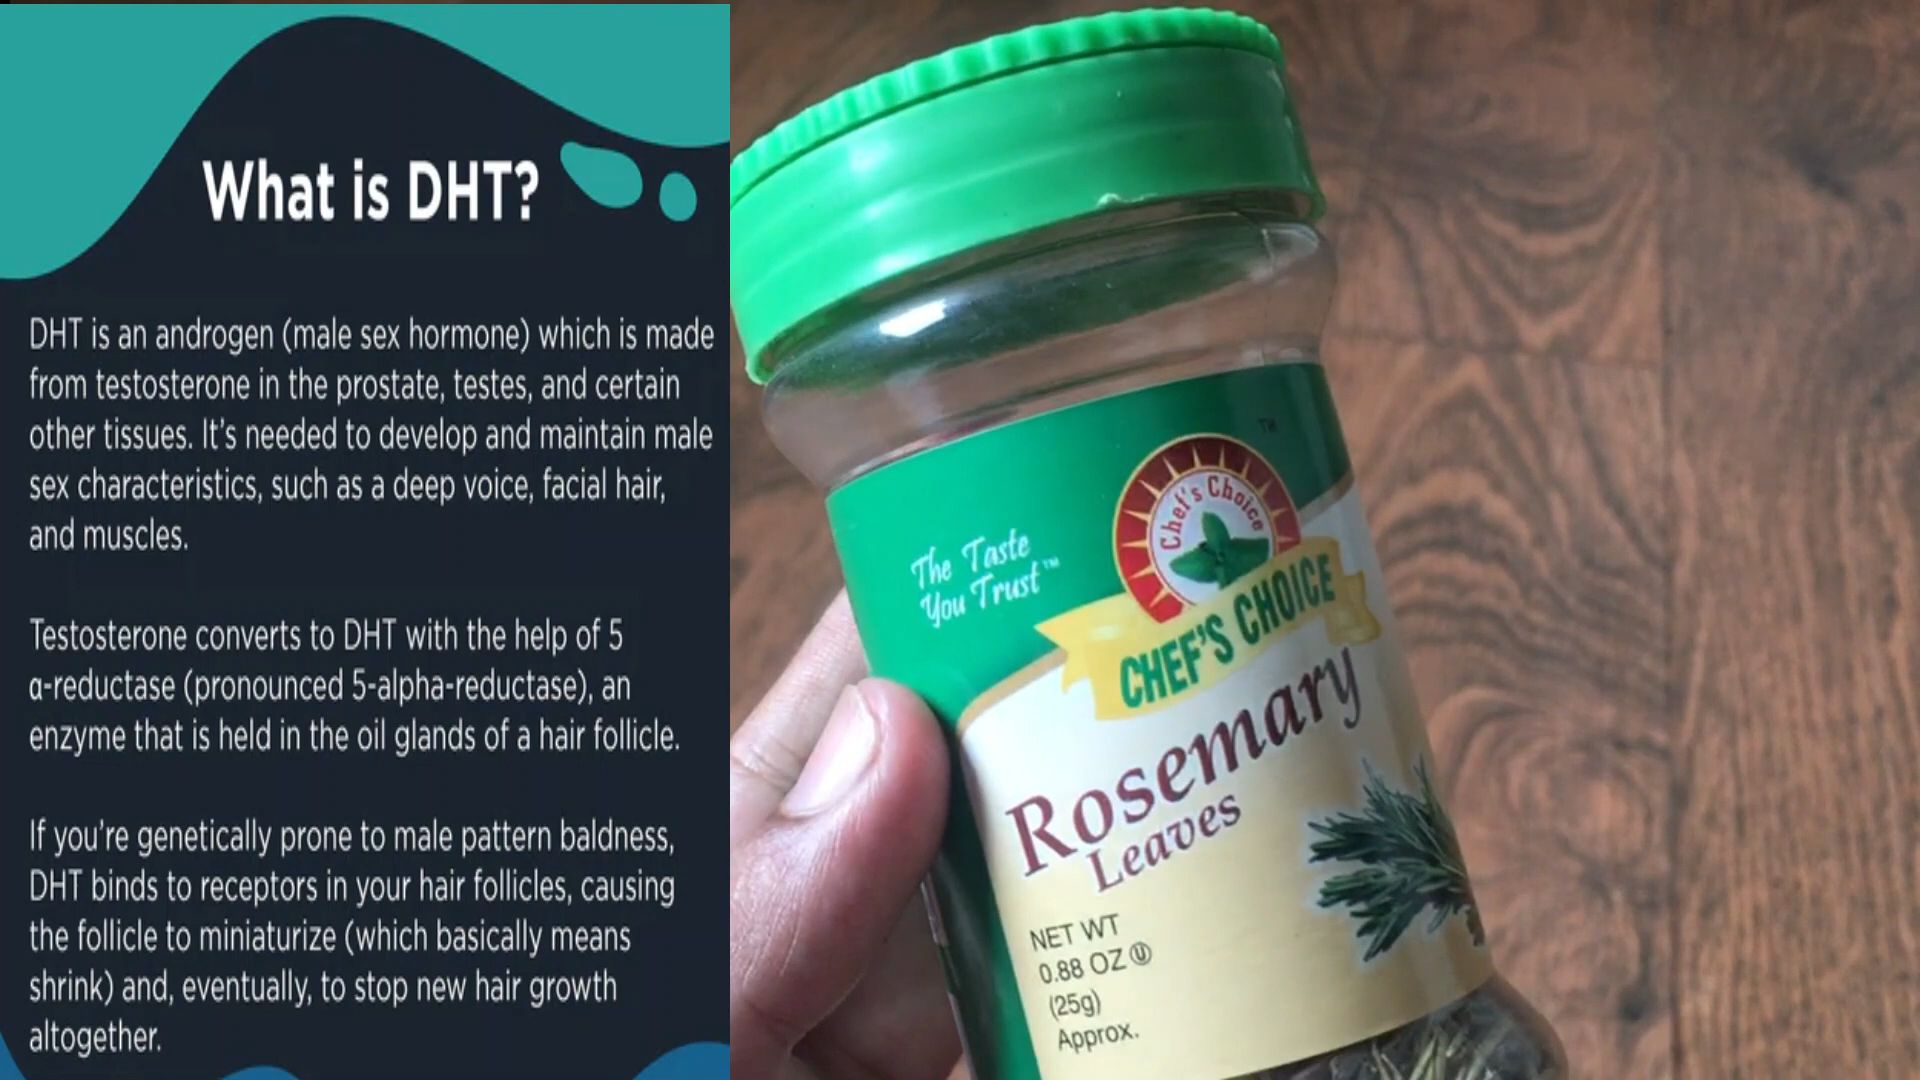 What is DHT?
DHT is an androgen (male sex hormone) which is made
from testosterone in the prostate, testes, and certain
other tissues. It's needed to develop and maintain male
sex characteristics, such as a deep voice, facial hair,
and muscles.
Testosterone converts to DHT with the help of 5
α-reductase (pronounced 5-alpha-reductase), an
enzyme that is held in the oil glands of a hair follicle.
If you're genetically prone to male pattern baldness,
DHT binds to receptors in your hair follicles, causing
the follicle to miniaturize (which basically means
shrink) and, eventually, to stop new hair growth
altogether.
TM
Chef's Choice
The Taste
You Trust™
CHEF'S CHOICE
Rosemary
Leaves
NET WT
0.88 OZ Ⓤ
(25g)
Approx.